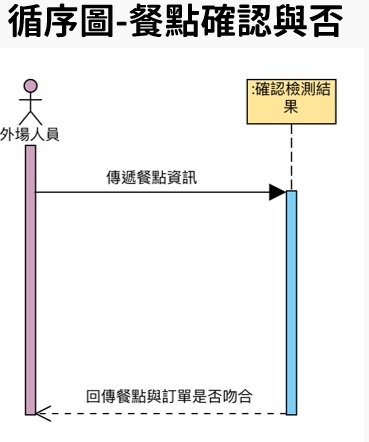 循序圖-餐點確認與否
:確認檢測結
果
外場人員
傳遞餐點資訊
回傳餐點與訂單是否吻合